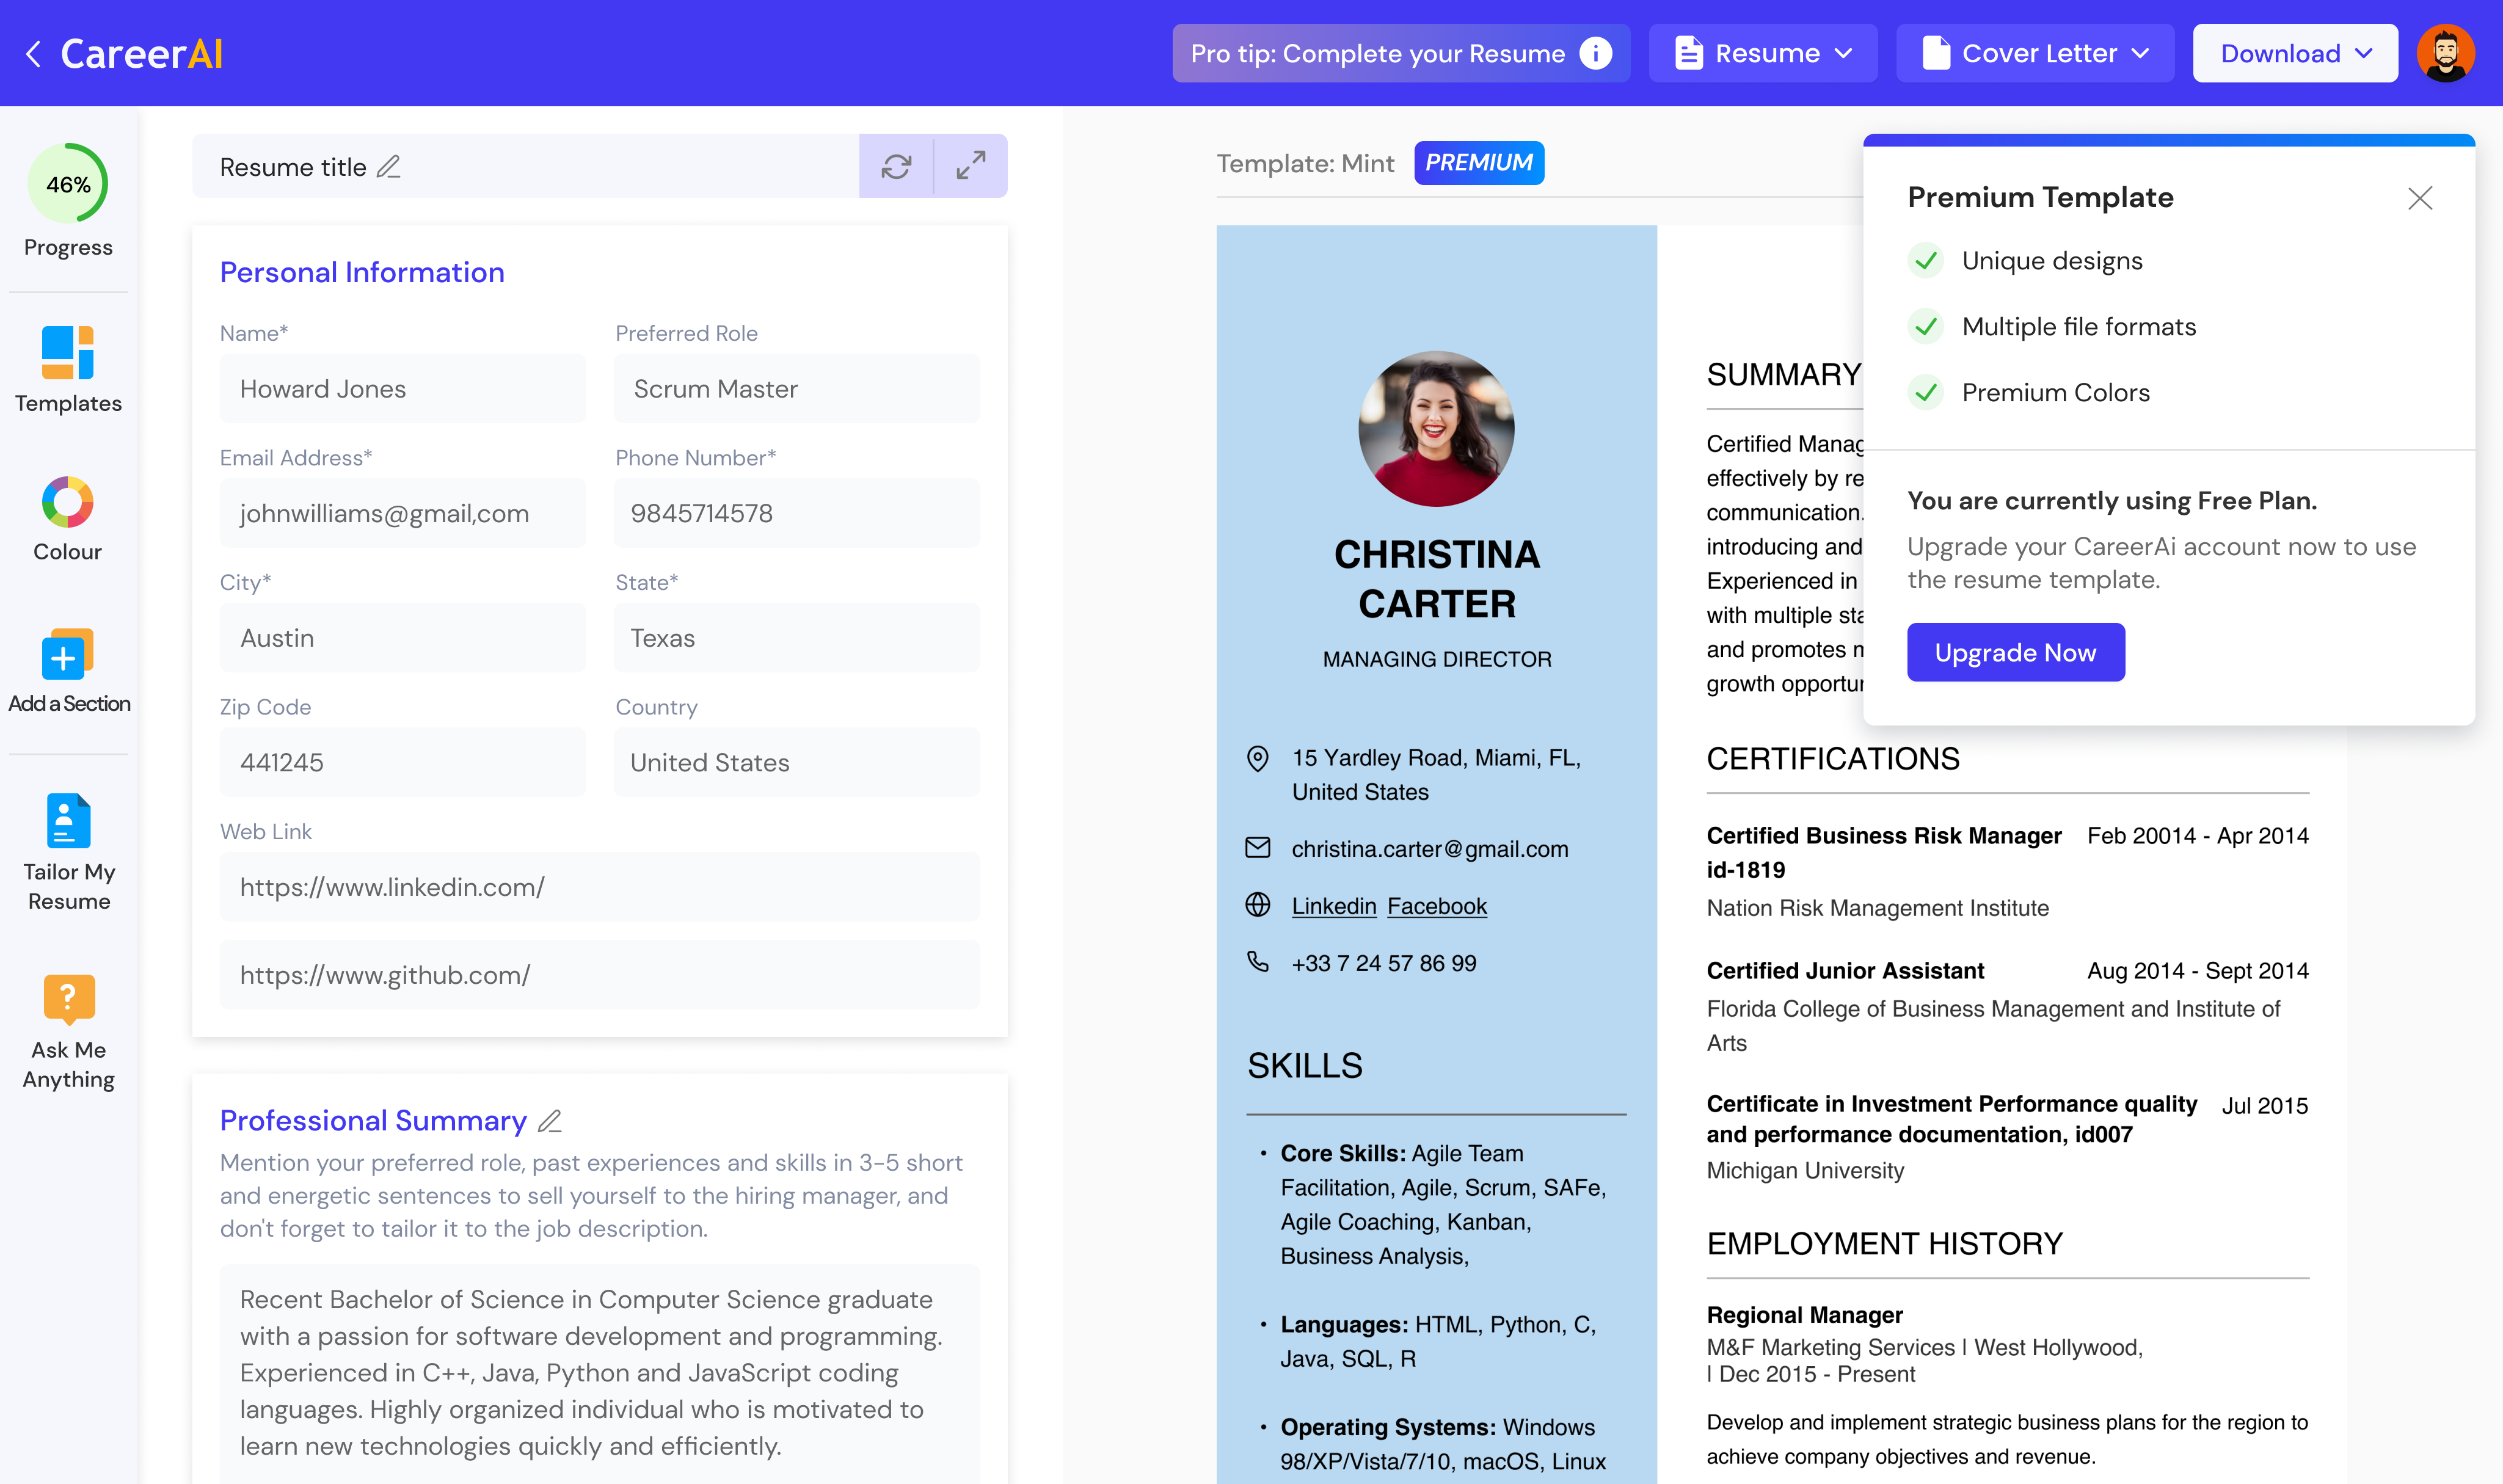 CareerAI
Pro tip: Complete your Resume
Resume
Cover Letter
Download
46%
Progress
Templates
Colour
Add a Section
Tailor My
Resume
Ask Me
Anything
Resume title
Personal Information
Name*
Preferred Role
Howard Jones
Scrum Master
Email Address*
Phone Number*
johnwilliams@gmail,com
9845714578
City*
State*
Austin
Texas
Zip Code
Country
441245
United States
Web Link
https://www.linkedin.com/
https://www.github.com/
Professional Summary
Mention your preferred role, past experiences and skills in 3-5 short
and energetic sentences to sell yourself to the hiring manager, and
don't forget to tailor it to the job description.
Recent Bachelor of Science in Computer Science graduate
with a passion for software development and programming.
Experienced in C++, Java, Python and JavaScript coding
languages. Highly organized individual who is motivated to
learn new technologies quickly and efficiently.
Template: Mint
PREMIUM
CHRISTINA
CARTER
MANAGING DIRECTOR
15 Yardley Road, Miami, FL,
United States
christina.carter@gmail.com
Linkedin Facebook
+33 7 24 57 86 99
SKILLS
• Core Skills: Agile Team
Facilitation, Agile, Scrum, SAFe,
Agile Coaching, Kanban,
Business Analysis,
• Languages: HTML, Python, C,
Java, SQL, R
• Operating Systems: Windows
98/XP/Vista/7/10, macOS, Linux
SUMMARY
Certified
effectively by
communication.
introducing and
Experienced in
with multiple
and promotes
growth
CERTIFICATIONS
Certified Business Risk Manager Feb 20014 - Apr 2014
id-1819
Nation Risk Management Institute
Certified Junior Assistant Aug 2014 - Sept 2014
Florida College of Business Management and Institute of
Arts
Certificate in Investment Performance quality Jul 2015
and performance documentation, id007
Michigan University
EMPLOYMENT HISTORY
Regional Manager
M&F Marketing Services | West Hollywood,
| Dec 2015 - Present
Develop and implement strategic business plans for the region to
achieve company objectives and revenue.
Premium Template
Unique designs
Multiple file formats
Premium Colors
You are currently using Free Plan.
Upgrade your CareerAi account now to use
the resume template.
Upgrade Now